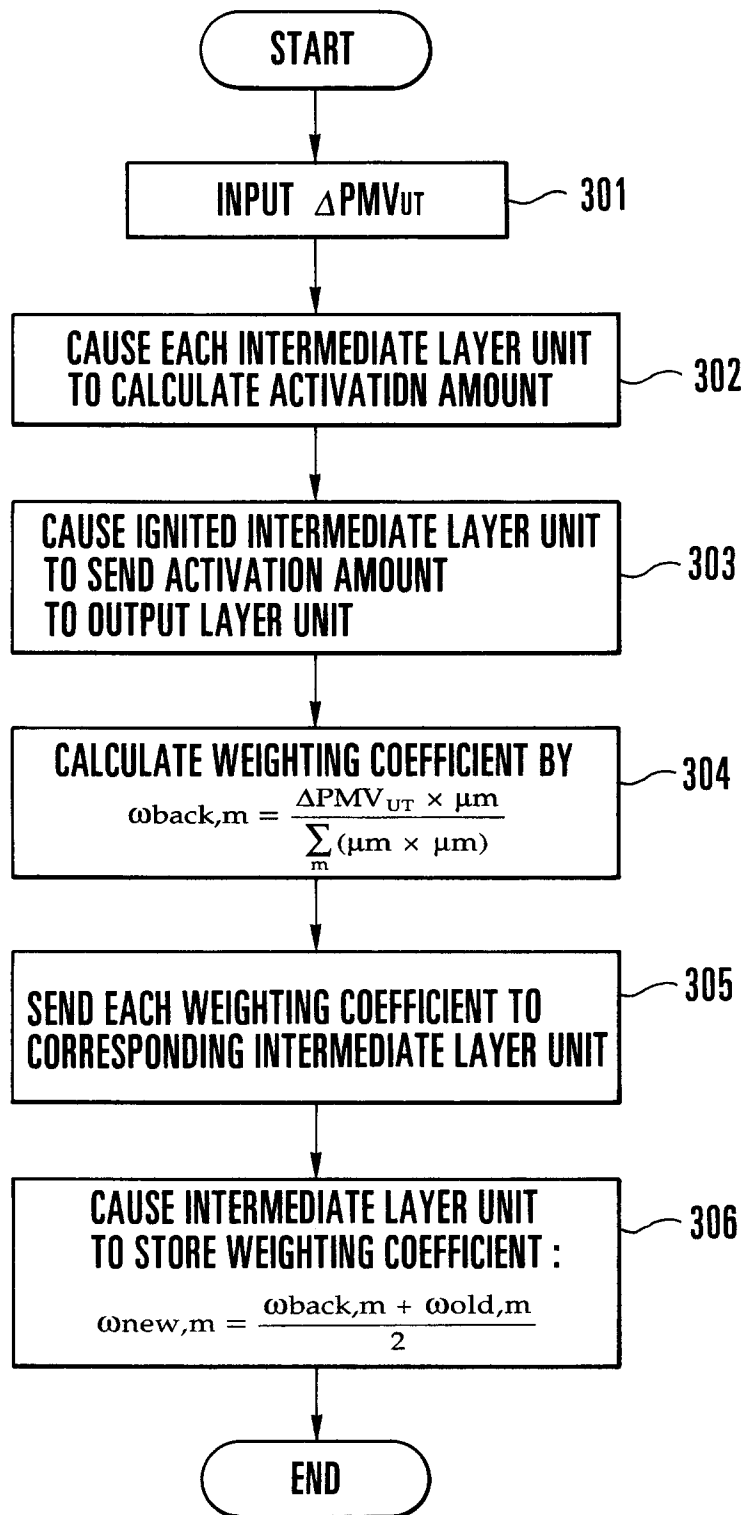 START
INPUT ΔPMVUT
301
CAUSE EACH INTERMEDIATE LAYER UNIT
TO CALCULATE ACTIVATIDN AMOUNT
302
CAUSE IGNITED INTERMEDIATE LAYER UNIT
TO SEND ACTIVATION AMOUNT
TO OUTPUT LAYER UNIT
303
CALCULATE WEIGHTING COEFFICIENT BY
ωback,m = ΔPMVUT × μm / ∑m (μm × μm)
304
SEND EACH WEIGHTING COEFFICIENT TO
CORRESPONDING INTERMEDIATE LAYER UNIT
305
CAUSE INTERMEDIATE LAYER UNIT
TO STORE WEIGHTING COEFFICIENT :
ωnew,m = ωback,m + ωold,m / 2
306
END